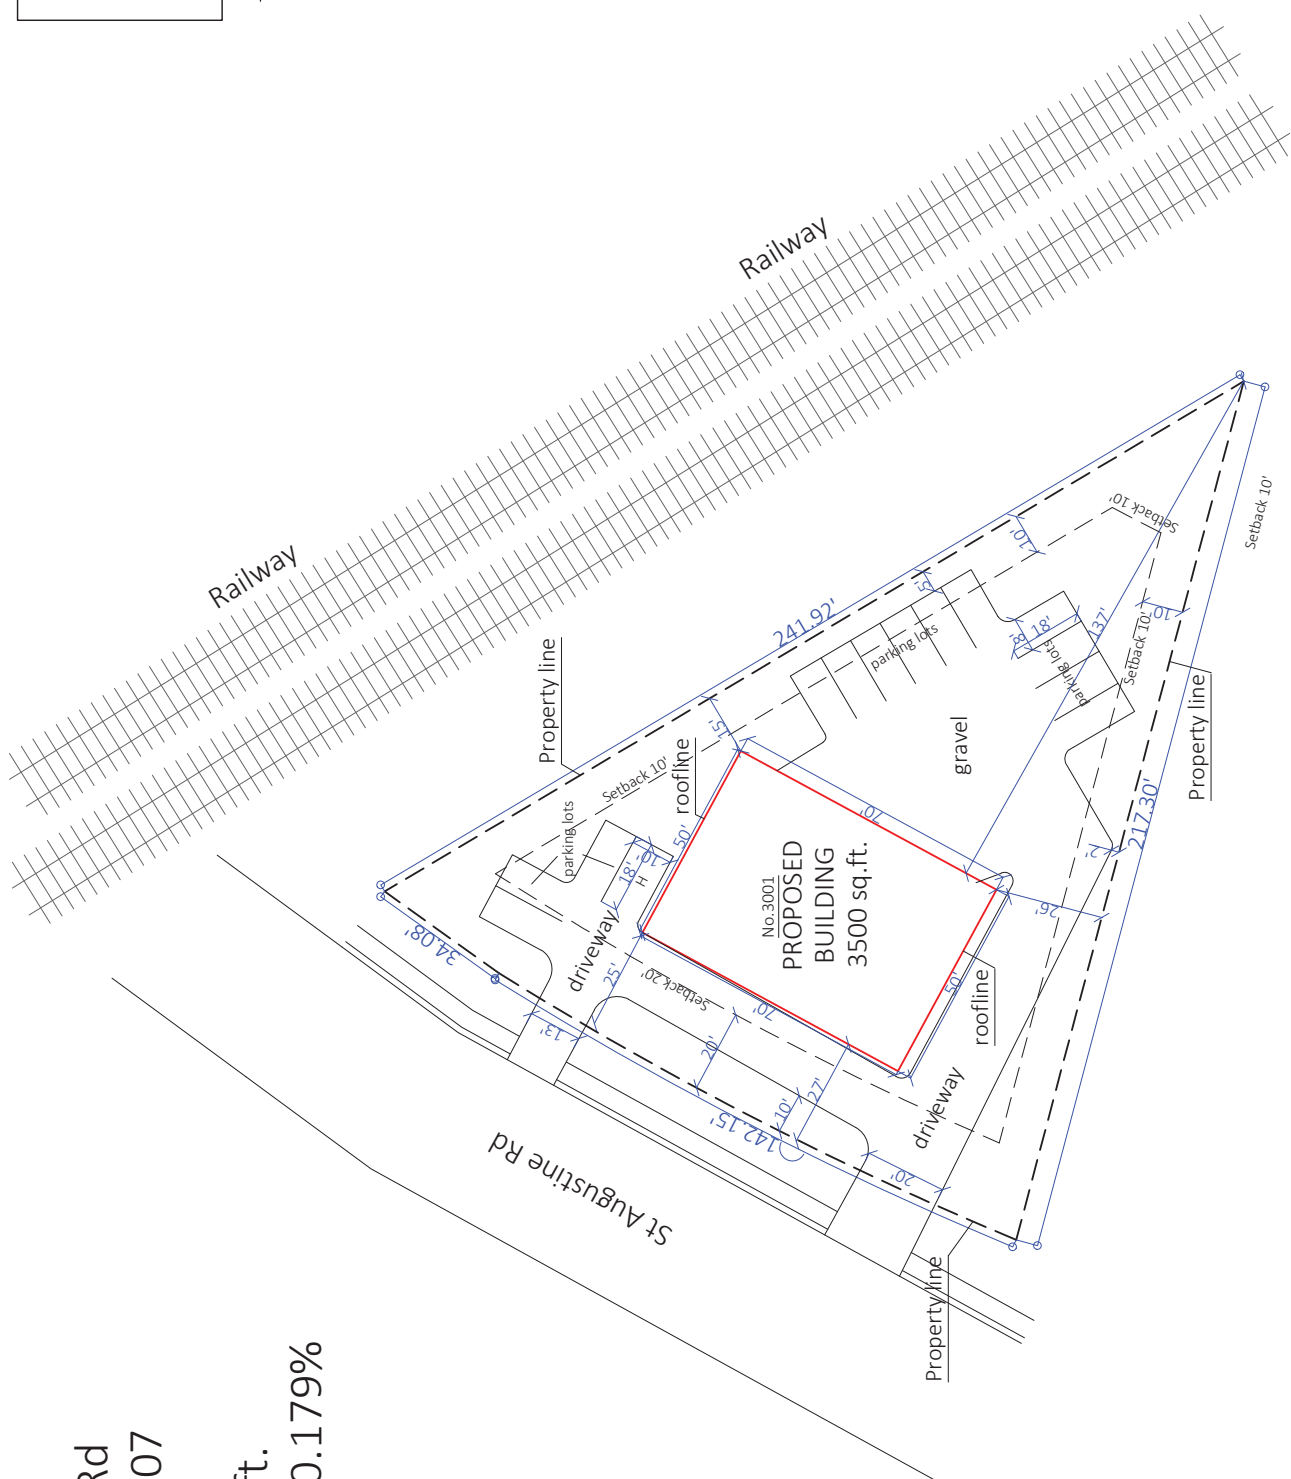 Railway
Railway
Property line
241.92'
Setback 10'
Setback 10'
10'
5'
parking lots
15'
roofline
Setback 10'
parking lots
50'
10'
18'
H
34.08'
driveway
25'
Setback 20'
13'
70'
70'
No.3001
PROPOSED
BUILDING
3500 sq.ft.
gravel
8'
18'
parking lots
137'
Setback 10'
10'
Property line
217.30'
2'
26'
50'
roofline
20'
10'
27'
142.15'
driveway
20'
St Augustine Rd
Property line
Rd
07
ft.
0.179%